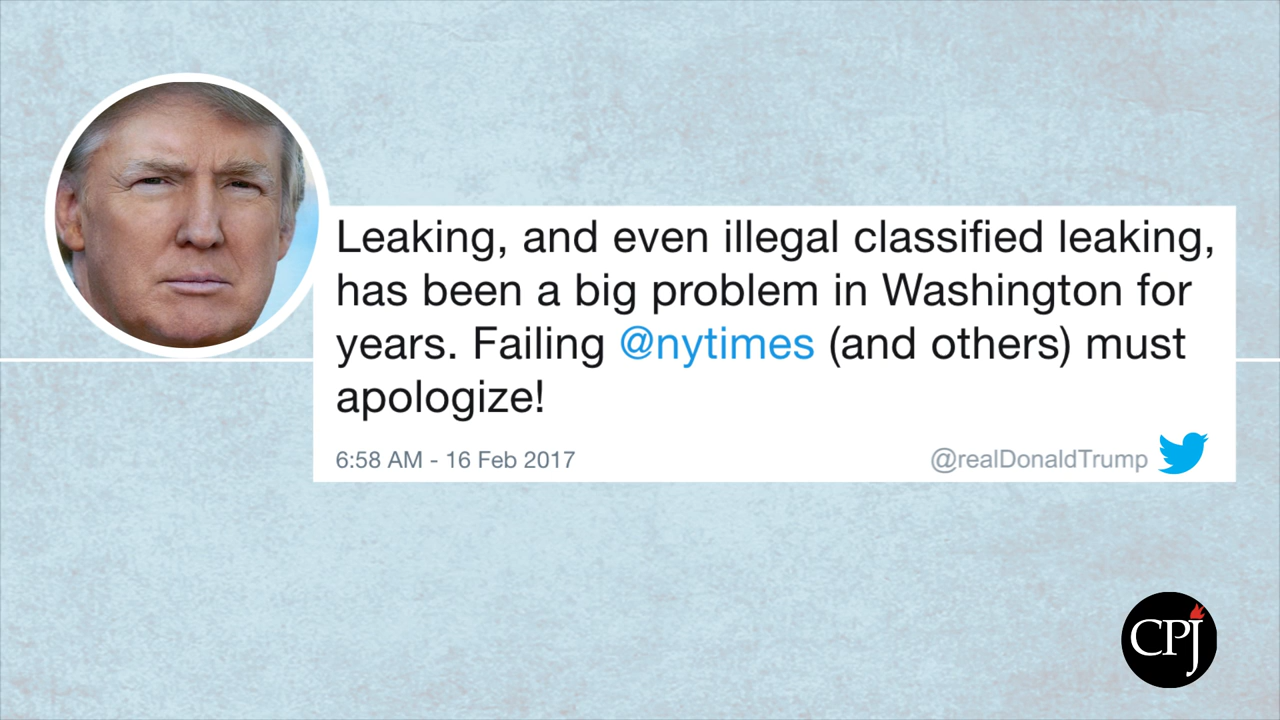 Leaking, and even illegal classified leaking,
has been a big problem in Washington for
years. Failing @nytimes (and others) must
apologize!
6:58 AM - 16 Feb 2017
@realDonaldTrump
CPJ